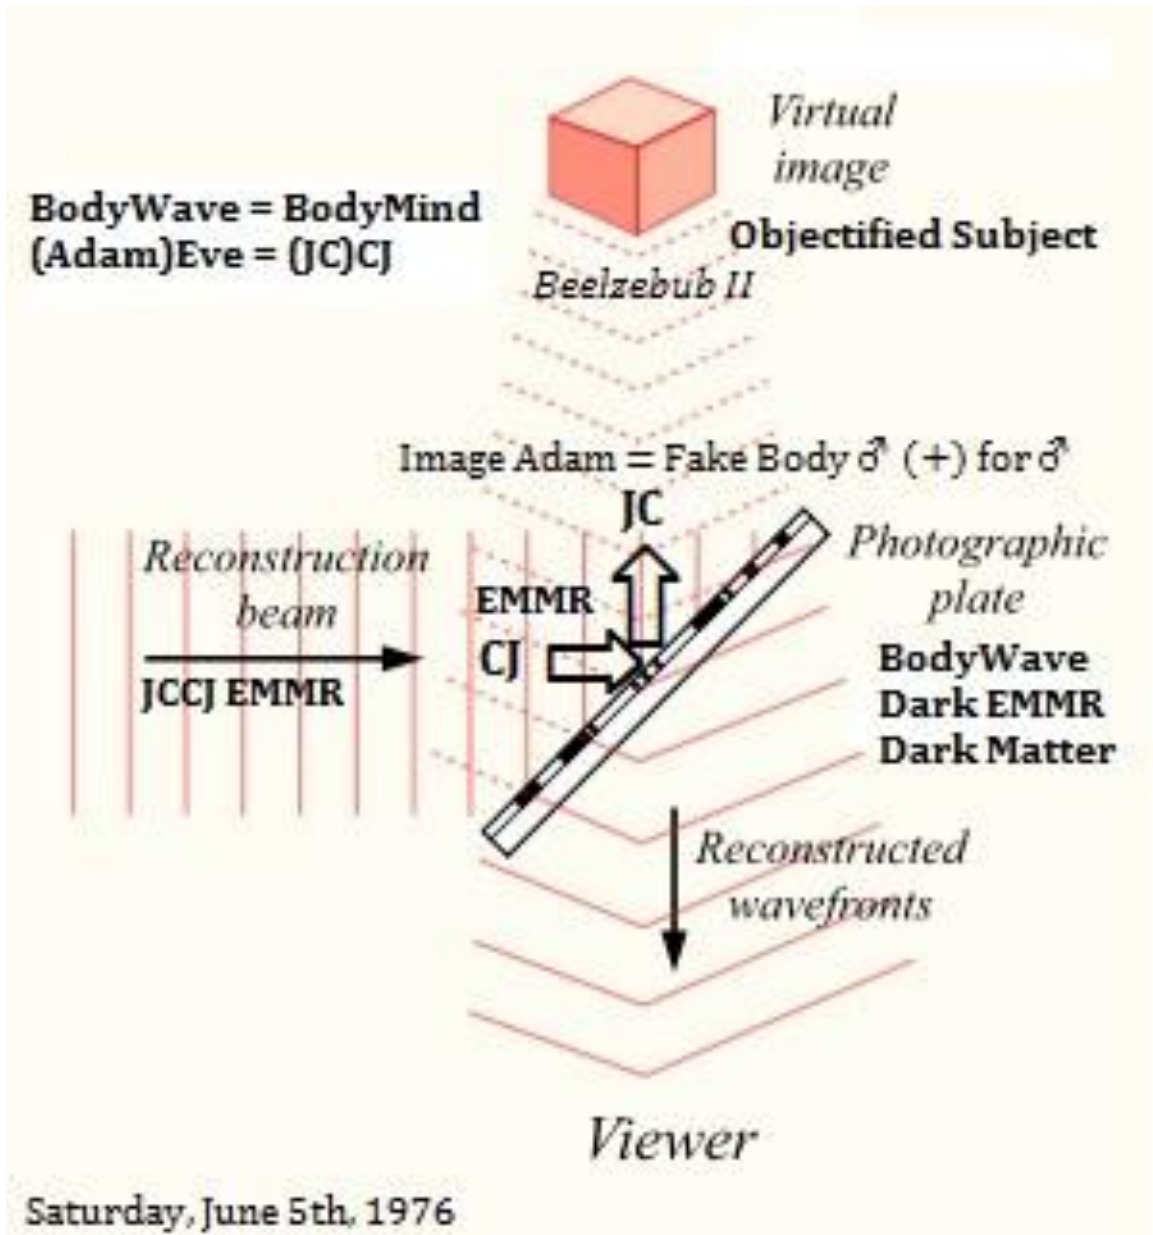 Virtual
image
BodyWave = BodyMind
(Adam)Eve = (JC)CJ
Objectified Subject
Beelzebub II
Image Adam = Fake Body ♂ (+) for ♂
JC
Reconstruction
beam
Photographic
plate
EMMR
CJ
JCCJ EMMR
BodyWave
Dark EMMR
Dark Matter
Reconstructed
wavefronts
Viewer
Saturday, June 5th, 1976